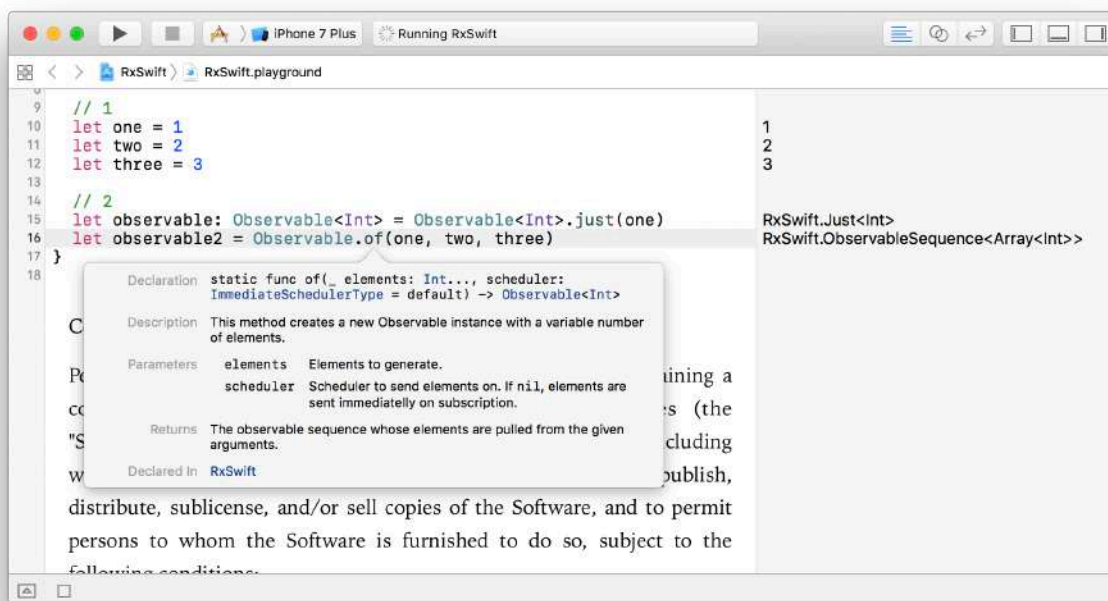 iPhone 7 Plus Running RxSwift
RxSwift RxSwift.playground
9 // 1
10 let one = 1 1
11 let two = 2 2
12 let three = 3 3
13
14 // 2
15 let observable: Observable<Int> = Observable<Int>.just(one) RxSwift.Just<Int>
16 let observable2 = Observable.of(one, two, three) RxSwift.ObservableSequence<Array<Int>>
17 }
18
Declaration static func of(_ elements: Int..., scheduler:
ImmediateSchedulerType = default) -> Observable<Int>
Description This method creates a new Observable instance with a variable number
of elements.
Parameters elements Elements to generate.
scheduler Scheduler to send elements on. If nil, elements are
sent immediatelly on subscription.
Returns The observable sequence whose elements are pulled from the given
arguments.
Declared In RxSwift
C
ining a
(the
"S cluding
w publish,
distribute, sublicense, and/or sell copies of the Software, and to permit
persons to whom the Software is furnished to do so, subject to the
following conditions: